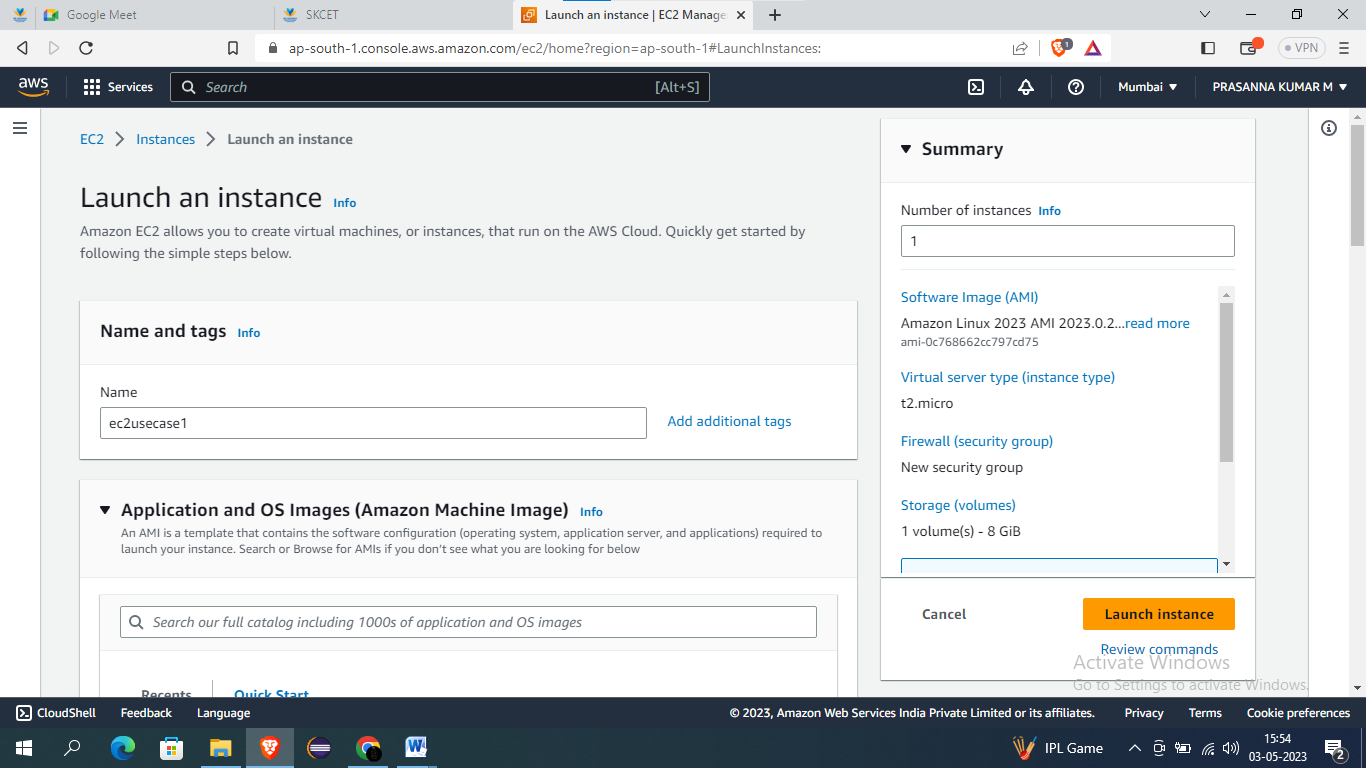 Google Meet
SKCET
Launch an instance | EC2 Manage
ap-south-1.console.aws.amazon.com/ec2/home?region=ap-south-1#LaunchInstances:
1
VPN
aws
Services
Search
[Alt+S]
Mumbai
PRASANNA KUMAR M
EC2
Instances
Launch an instance
Launch an instance Info
Amazon EC2 allows you to create virtual machines, or instances, that run on the AWS Cloud. Quickly get started by
following the simple steps below.
Name and tags Info
Name
ec2usecase1
Add additional tags
Application and OS Images (Amazon Machine Image) Info
An AMI is a template that contains the software configuration (operating system, application server, and applications) required to
launch your instance. Search or Browse for AMIs if you don't see what you are looking for below
Search our full catalog including 1000s of application and OS images
Recents
Quick Start
Summary
Number of instances Info
1
Software Image (AMI)
Amazon Linux 2023 AMI 2023.0.2...read more
ami-0c768662cc797cd75
Virtual server type (instance type)
t2.micro
Firewall (security group)
New security group
Storage (volumes)
1 volume(s) - 8 GiB
Cancel
Launch instance
Review commands
Activate Windows
Go to Settings to activate Windows.
CloudShell
Feedback
Language
© 2023, Amazon Web Services India Private Limited or its affiliates.
Privacy
Terms
Cookie preferences
IPL Game
15:54
03-05-2023
2